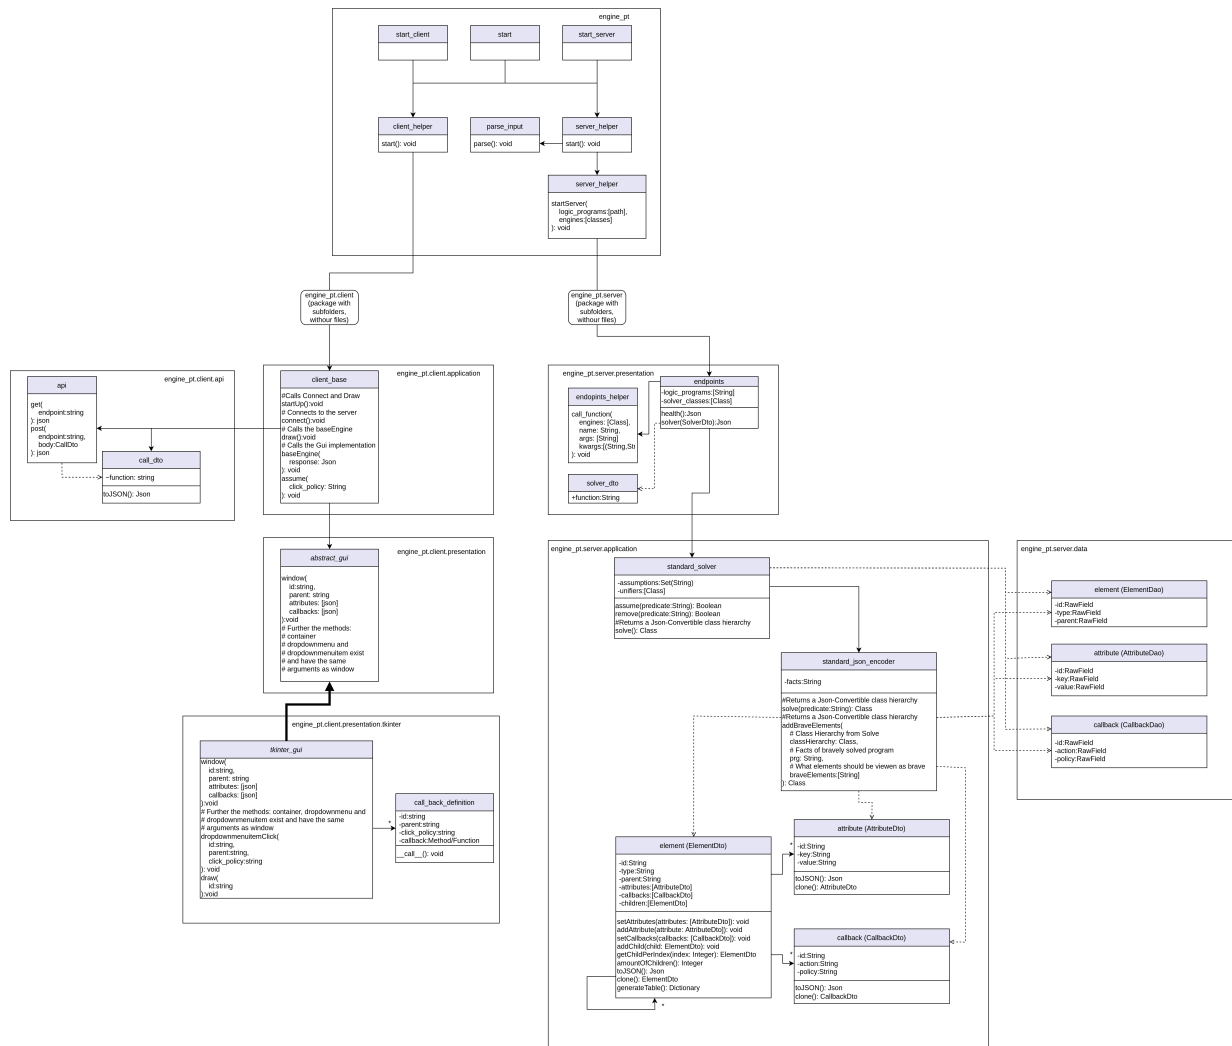 engine_pt
start_client
start
start_server
client_helper
start(): void
parse_input
parse(): void
server_helper
start(): void
server_helper
startServer(
logic_programs:[path],
engines:[classes]
): void
engine_pt.client
(package with
subfolders,
withour files)
engine_pt.server
(package with
subfolders,
withour files)
engine_pt.client.api
api
get(
endpoint:string
): json
post(
endpoint:string,
body:CallDto
): json
call_dto
~function: string
toJSON(): Json
engine_pt.client.application
client_base
#Calls Connect and Draw
startUp():void
# Connects to the server
connect():void
# Calls the baseEngine
draw():void
# Calls the Gui implementation
baseEngine(
response: Json
): void
assume(
click_policy: String
): void
engine_pt.server.presentation
endpoints
-logic_programs:[String]
-solver_classes:[Class]
health():Json
solver(SolverDto):Json
endopints_helper
call_function(
engines: [Class],
name: String,
args: [String]
kwargs:[(String,Str
): void
solver_dto
+function:String
engine_pt.client.presentation
abstract_gui
window(
id:string,
parent: string
attributes: [json]
callbacks: [json]
):void
# Further the methods:
# container
# dropdownmenu and
# dropdownmenuitem exist
# and have the same
# arguments as window
engine_pt.client.presentation.tkinter
tkinter_gui
window(
id:string,
parent: string
attributes: [json]
callbacks: [json]
):void
# Further the methods: container, dropdownmenu and
# dropdownmenuitem exist and have the same
# arguments as window
dropdownmenuitemClick(
id:string,
parent:string,
click_policy:string
): void
draw(
id:string
):void
*
call_back_definition
-id:string
-parent:string
-click_policy:string
-callback:Method/Function
__call__(): void
engine_pt.server.application
standard_solver
-assumptions:Set(String)
-unifiers:[Class]
assume(predicate:String): Boolean
remove(predicate:String): Boolean
#Returns a Json-Convertible class hierarchy
solve(): Class
standard_json_encoder
-facts:String
#Returns a Json-Convertible class hierarchy
solve(predicate:String): Class
#Returns a Json-Convertible class hierarchy
addBraveElements(
# Class Hierarchy from Solve
classHierarchy: Class,
# Facts of bravely solved program
prg: String,
# What elements should be viewen as brave
braveElements:[String]
): Class
element (ElementDto)
-id:String
-type:String
-parent:String
-attributes:[AttributeDto]
-callbacks:[CallbackDto]
-children:[ElementDto]
setAttributes(attributes: [AttributeDto]): void
addAttribute(attribute: AttributeDto]): void
setCallbacks(callbacks: [CallbackDto]): void
addChild(child: ElementDto): void
getChildPerIndex(index: Integer): ElementDto
amountOfChildren(): Integer
toJSON(): Json
clone(): ElementDto
generateTable(): Dictionary
*
*
attribute (AttributeDto)
-id:String
-key:String
-value:String
toJSON(): Json
clone(): AttributeDto
*
callback (CallbackDto)
-id:String
-action:String
-policy:String
toJSON(): Json
clone(): CallbackDto
engine_pt.server.data
element (ElementDao)
-id:RawField
-type:RawField
-parent:RawField
attribute (AttributeDao)
-id:RawField
-key:RawField
-value:RawField
callback (CallbackDao)
-id:RawField
-action:RawField
-policy:RawField